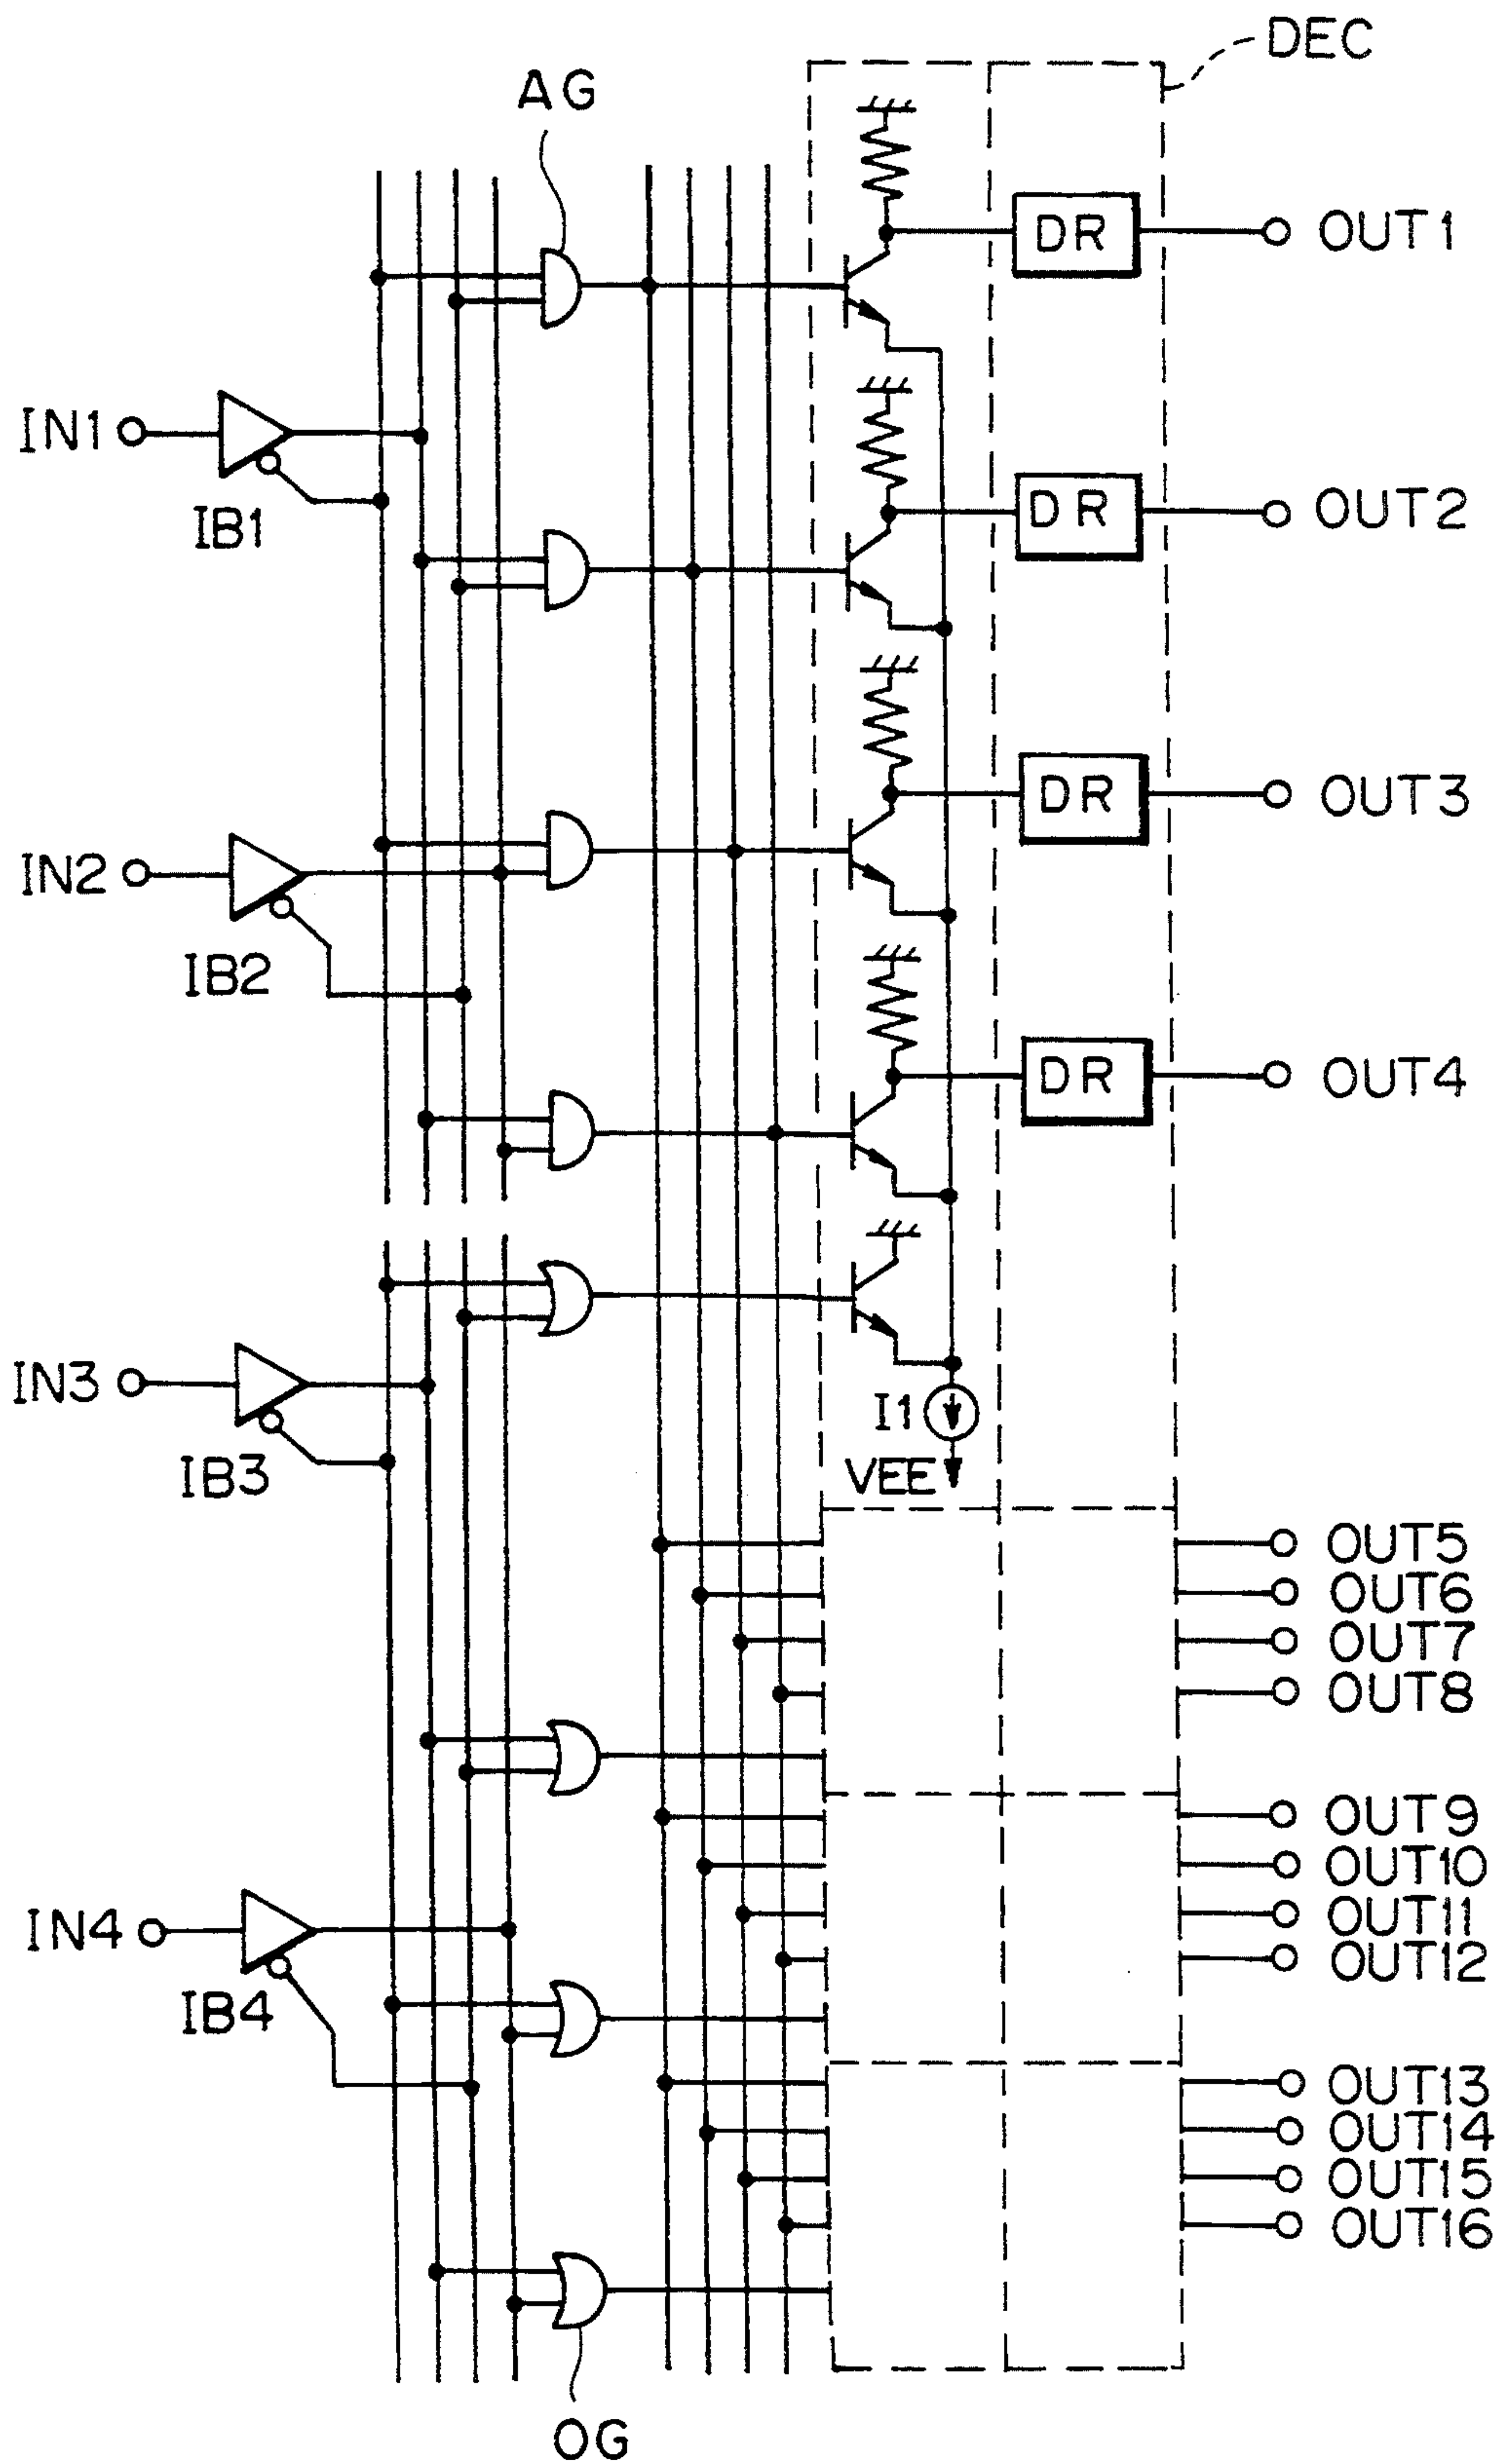 DEC
AG
DR
OUT1
IN1
IB1
DR
OUT2
DR
OUT3
IN2
IB2
DR
OUT4
IN3
IB3
I1
VEE
OUT5
OUT6
OUT7
OUT8
OUT9
OUT10
OUT11
OUT12
IN4
IB4
OUT13
OUT14
OUT15
OUT16
OG